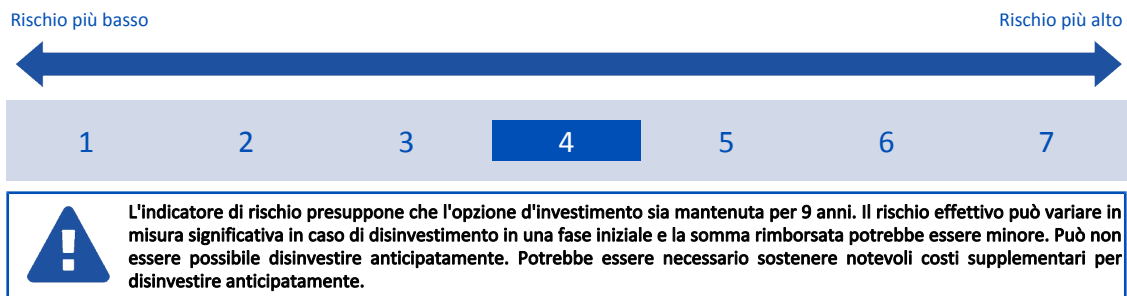 Rischio più basso Rischio più alto
1 2 3 4 5 6 7
L'indicatore di rischio presuppone che l'opzione d'investimento sia mantenuta per 9 anni. Il rischio effettivo può variare in
misura significativa in caso di disinvestimento in una fase iniziale e la somma rimborsata potrebbe essere minore. Può non
essere possibile disinvestire anticipatamente. Potrebbe essere necessario sostenere notevoli costi supplementari per
disinvestire anticipatamente.